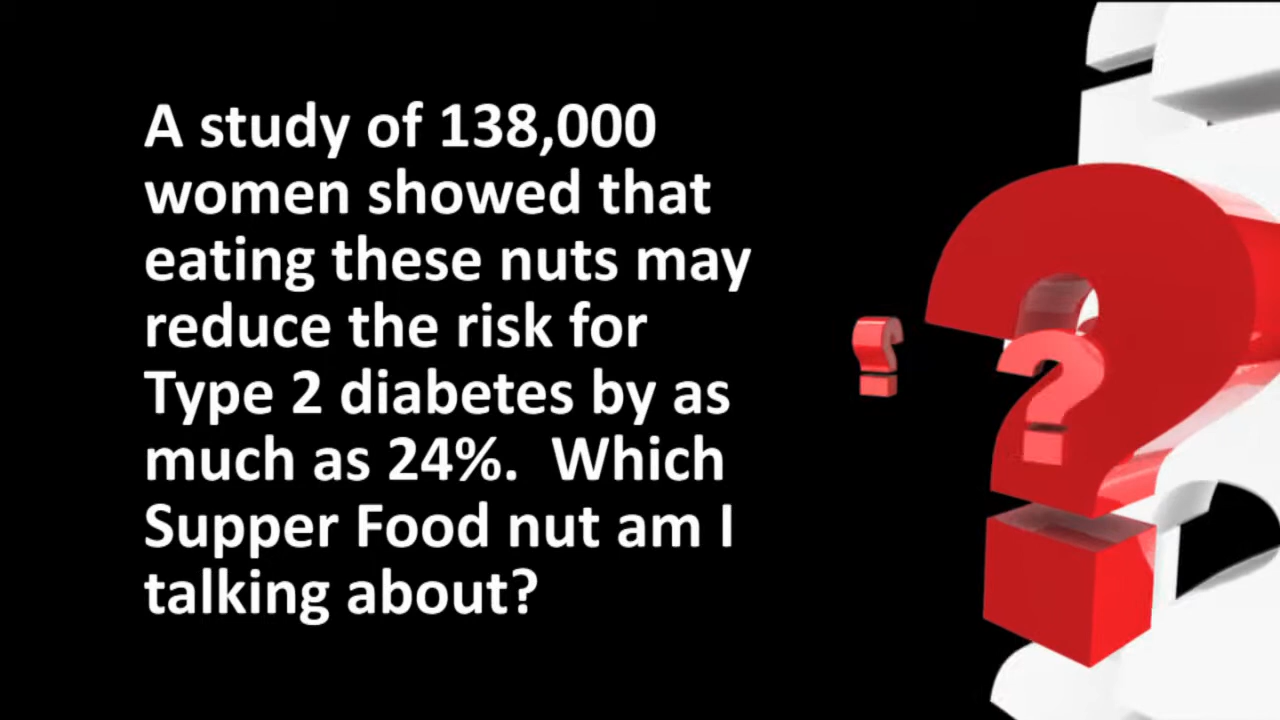 A study of 138,000
women showed that
eating these nuts may
reduce the risk for
Type 2 diabetes by as
much as 24%.  Which
Supper Food nut am I
talking about?